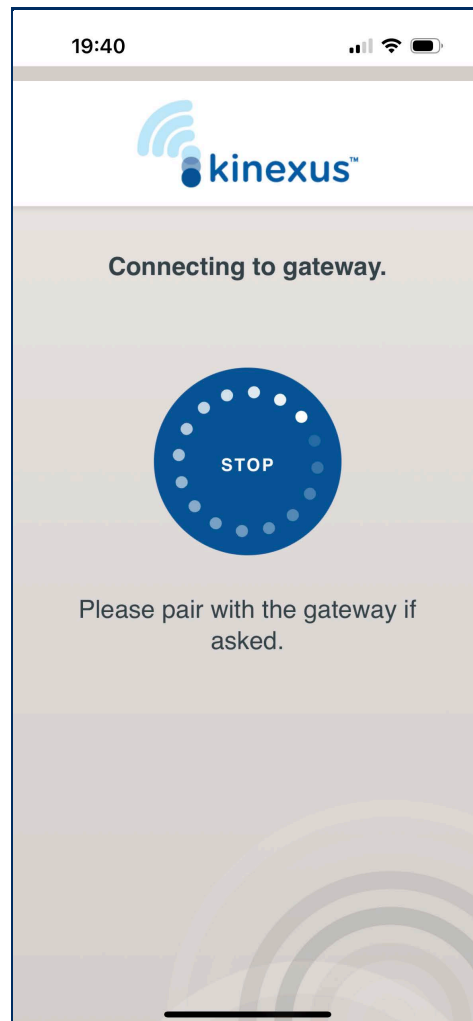 19:40
kinexus™
Connecting to gateway.
STOP
Please pair with the gateway if
asked.